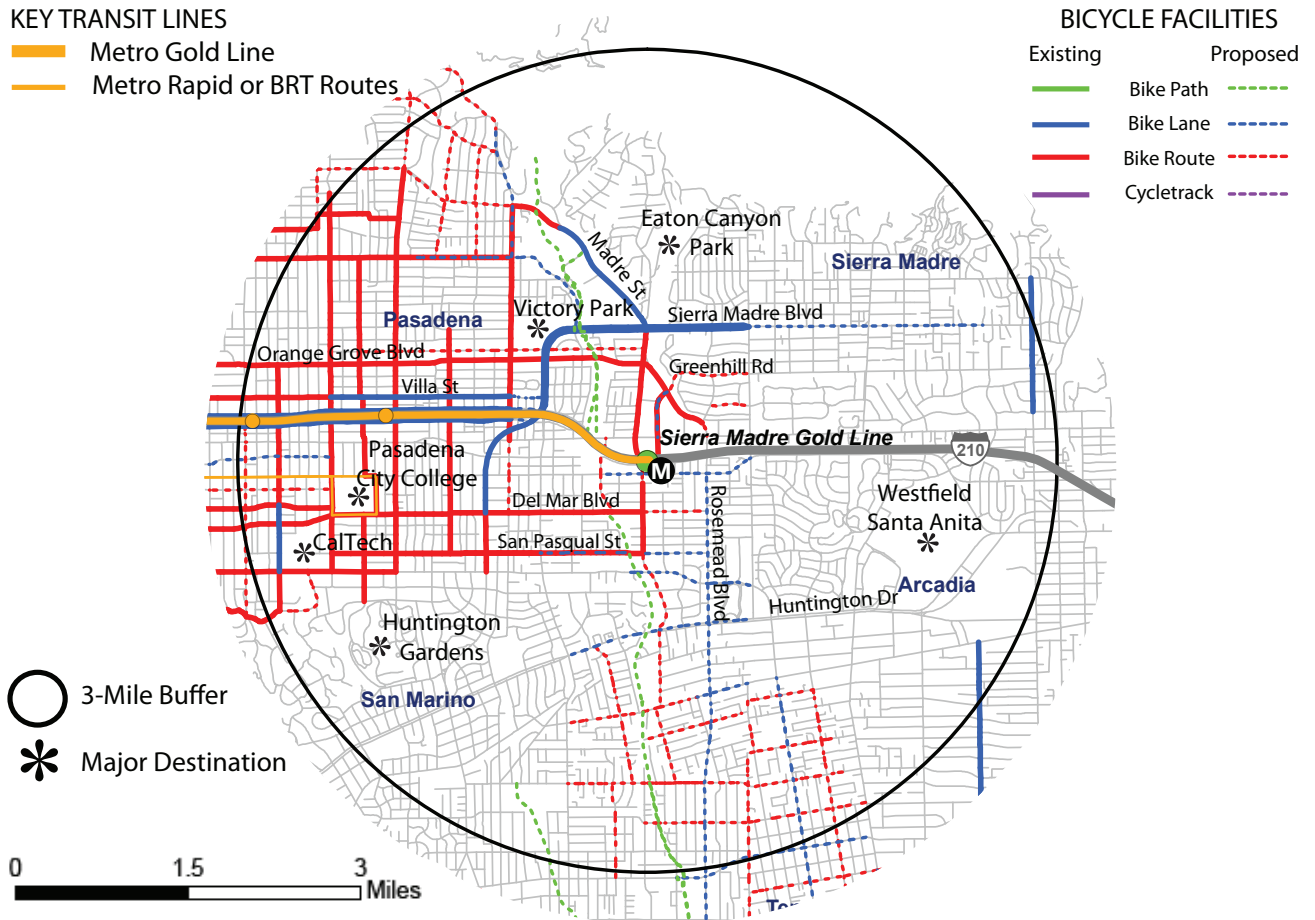 KEY TRANSIT LINES
Metro Gold Line
Metro Rapid or BRT Routes
BICYCLE FACILITIES
Existing
Proposed
Bike Path
Bike Lane
Bike Route
Cycletrack
Eaton Canyon
Park
Madre St
Sierra Madre
Victory Park
Sierra Madre Blvd
Pasadena
Orange Grove Blvd
Greenhill Rd
Villa St
Sierra Madre Gold Line
210
M
Pasadena
City College
Del Mar Blvd
Rosemead Blvd
Westfield
Santa Anita
CalTech
San Pasqual St
Arcadia
Huntington Dr
Huntington
Gardens
San Marino
3-Mile Buffer
Major Destination
0
1.5
3
Miles